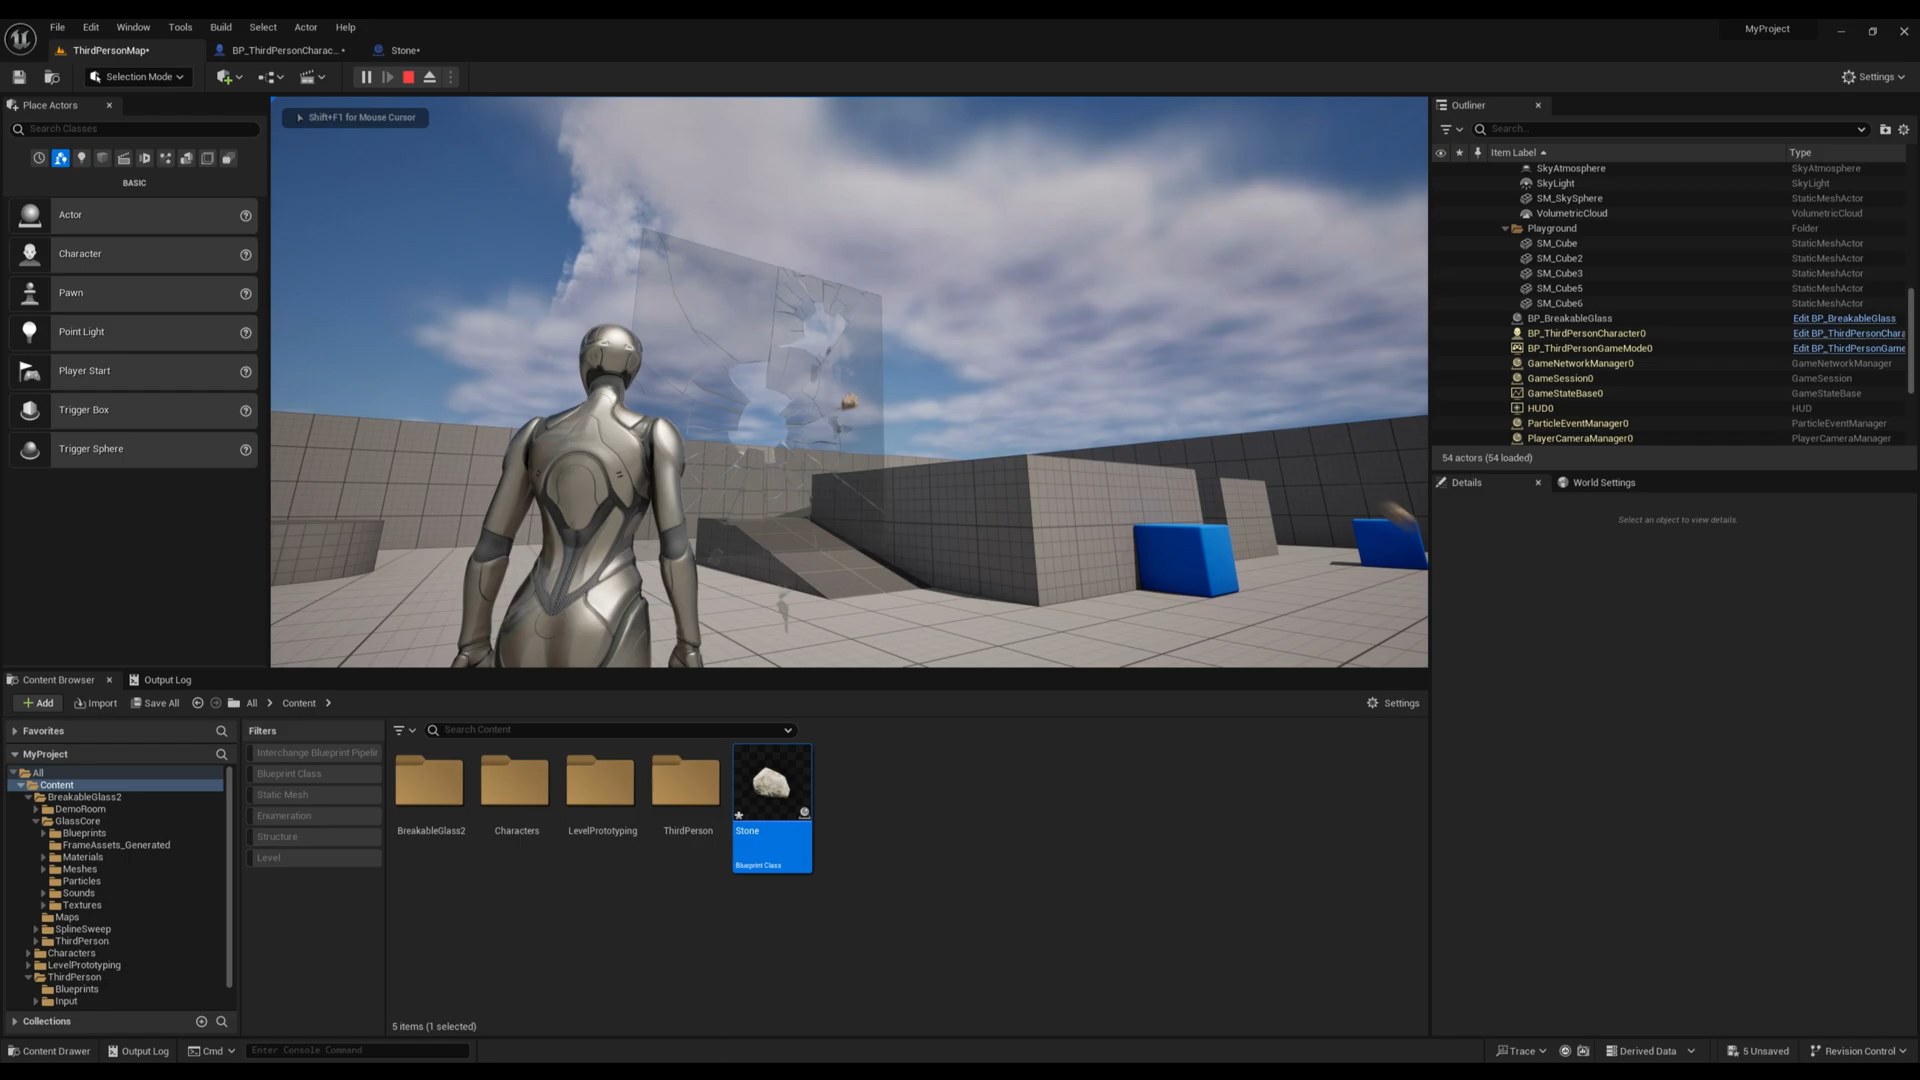 File Edit Window Tools Build Select Actor Help
MyProject
ThirdPersonMap•
BP_ThirdPersonCharac... •
Stone•
Selection Mode
Settings
Place Actors
Search Classes
BASIC
Actor
Character
Pawn
Point Light
Player Start
Trigger Box
Trigger Sphere
Shift+F1 for Mouse Cursor
Outliner
Search...
Item Label Type
SkyAtmosphere SkyAtmosphere
SkyLight SkyLight
SM_SkySphere StaticMeshActor
VolumetricCloud VolumetricCloud
Playground Folder
SM_Cube StaticMeshActor
SM_Cube2 StaticMeshActor
SM_Cube3 StaticMeshActor
SM_Cube5 StaticMeshActor
SM_Cube6 StaticMeshActor
BP_BreakableGlass Edit BP_BreakableGlass
BP_ThirdPersonCharacter0 Edit BP_ThirdPersonChara
BP_ThirdPersonGameMode0 Edit BP_ThirdPersonGame
GameNetworkManager0 GameNetworkManager
GameSession0 GameSession
GameStateBase0 GameStateBase
HUD0 HUD
ParticleEventManager0 ParticleEventManager
PlayerCameraManager0 PlayerCameraManager
54 actors (54 loaded)
Details World Settings
Select an object to view details.
Content Browser Output Log
Add Import Save All All Content
Settings
Favorites
MyProject
All
Content
BreakableGlass2
DemoRoom
GlassCore
Blueprints
FrameAssets_Generated
Materials
Meshes
Particles
Sounds
Textures
Maps
SplineSweep
ThirdPerson
Characters
LevelPrototyping
ThirdPerson
Blueprints
Input
Collections
Filters
Interchange Blueprint Pipelin
Blueprint Class
Static Mesh
Enumeration
Structure
Level
Search Content
BreakableGlass2
Characters
LevelPrototyping
ThirdPerson
Stone
Blueprint Class
5 items (1 selected)
Content Drawer Output Log Cmd Enter Console Command
Trace Derived Data 5 Unsaved Revision Control